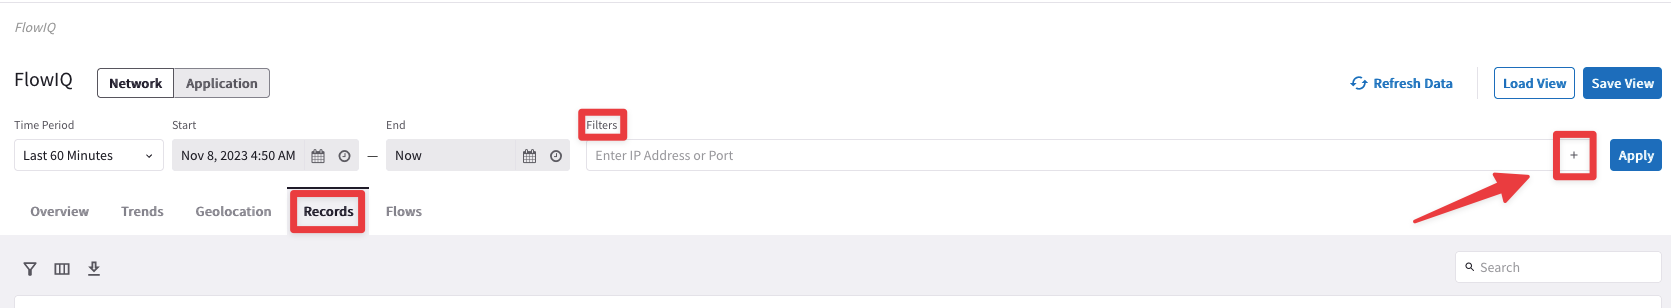 FlowIQ
FlowIQ Network Application Refresh Data Load View Save View
Time Period Start End Filters
Last 60 Minutes Nov 8, 2023 4:50 AM — Now Enter IP Address or Port + Apply
Overview Trends Geolocation Records Flows
Search